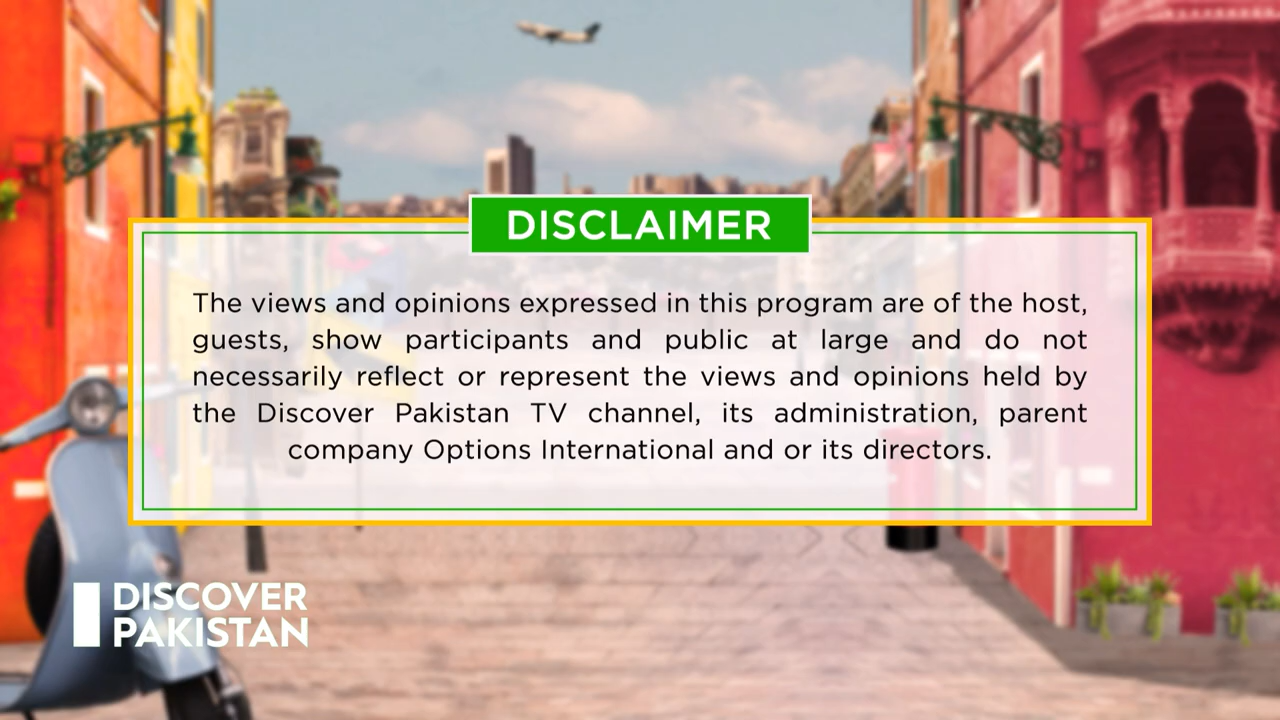 DISCLAIMER
The views and opinions expressed in this program are of the host,
guests, show participants and public at large and do not
necessarily reflect or represent the views and opinions held by
the Discover Pakistan TV channel, its administration, parent
company Options International and or its directors.
DISCOVER
PAKISTAN